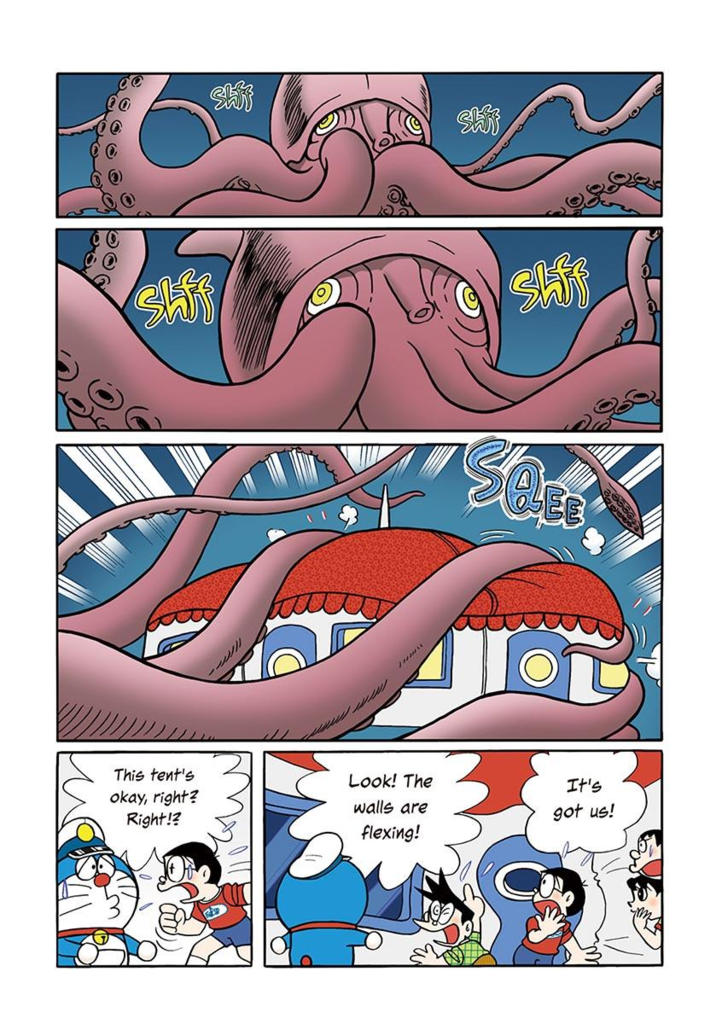 Shff
Shff
Shff
Shff
SQEE
This tent's
okay, right?
Right!?
Look! The
walls are
flexing!
It's
got us!